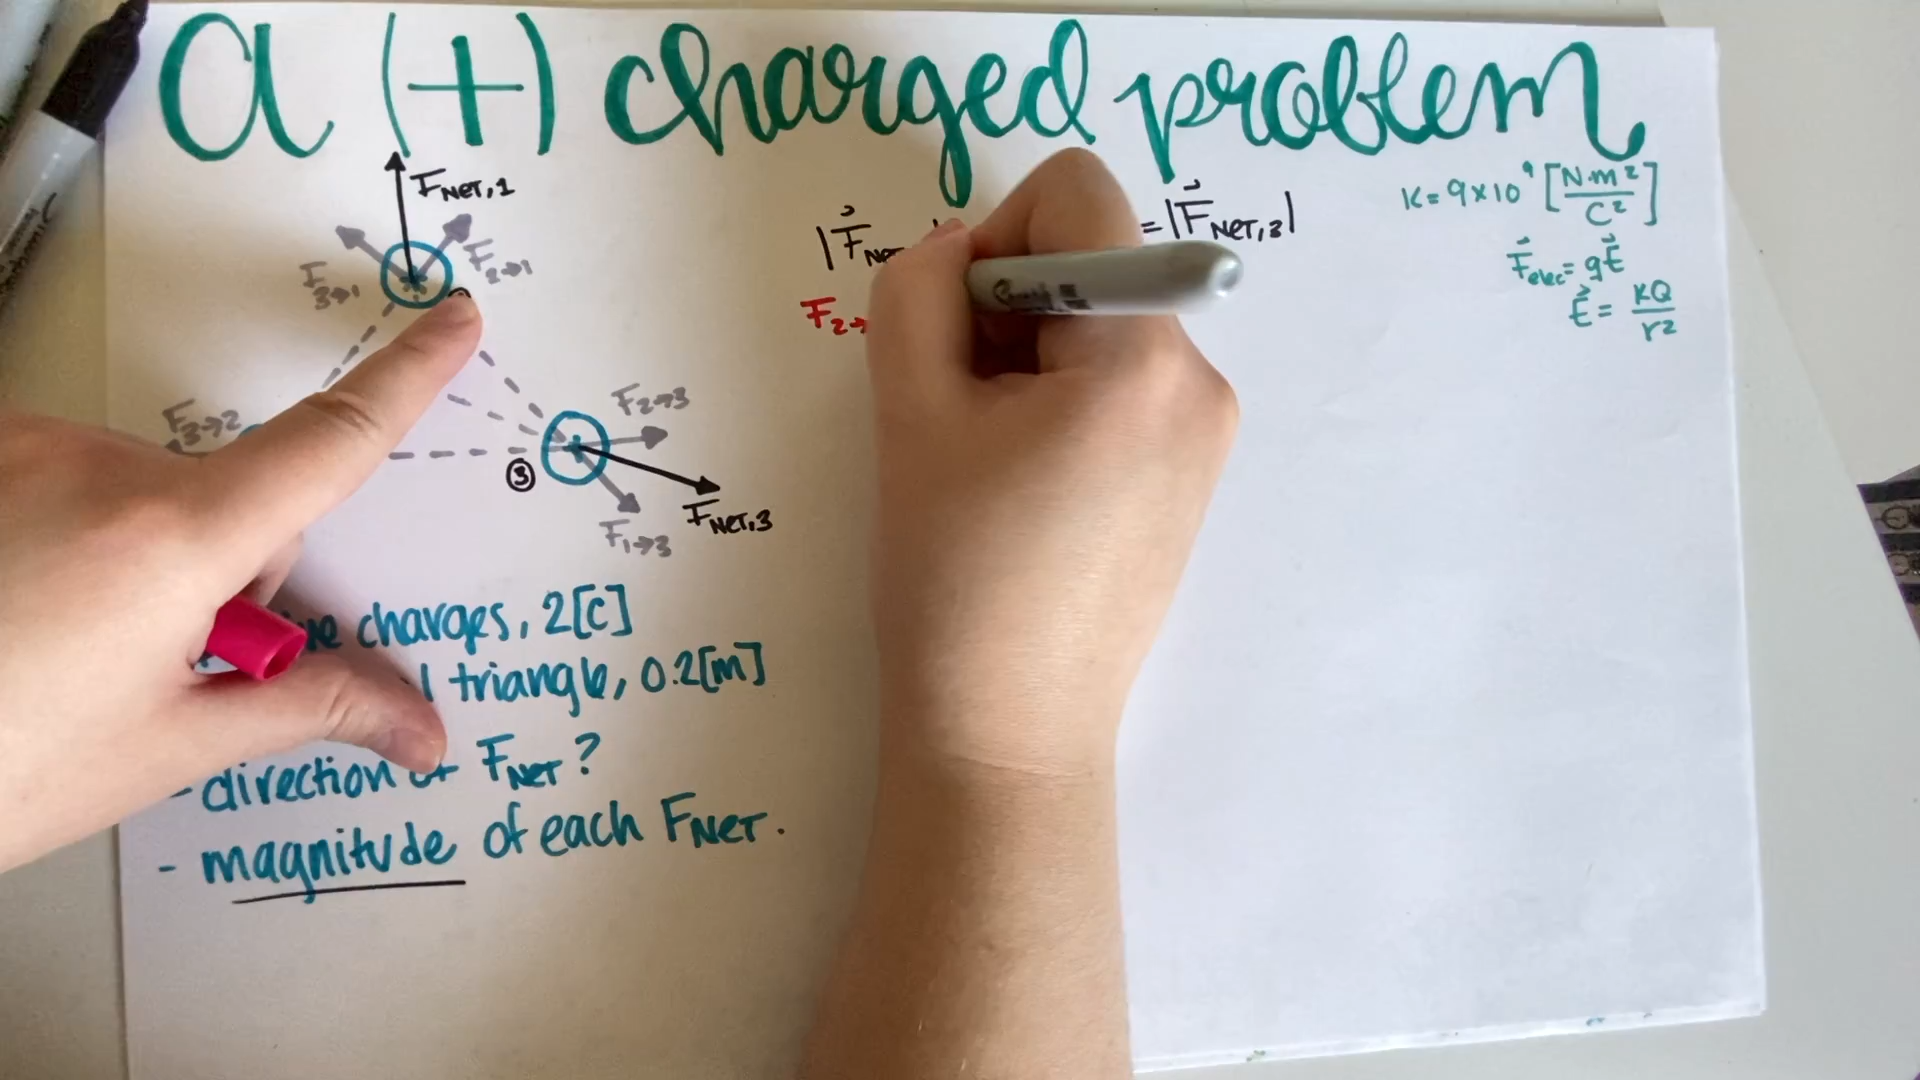 a (+) charged problem
F NET,1
F 3→1
F 2→1
K = 9 × 10⁹ [N·m²/C²]
F elec = qE
E = KQ/r²
= |F NET,3|
F 2→
F 3→2
F 2→3
③
F NET,3
F 1→3
charges, 2[C]
triangle, 0.2[m]
- direction of F NET?
- magnitude of each F NET.